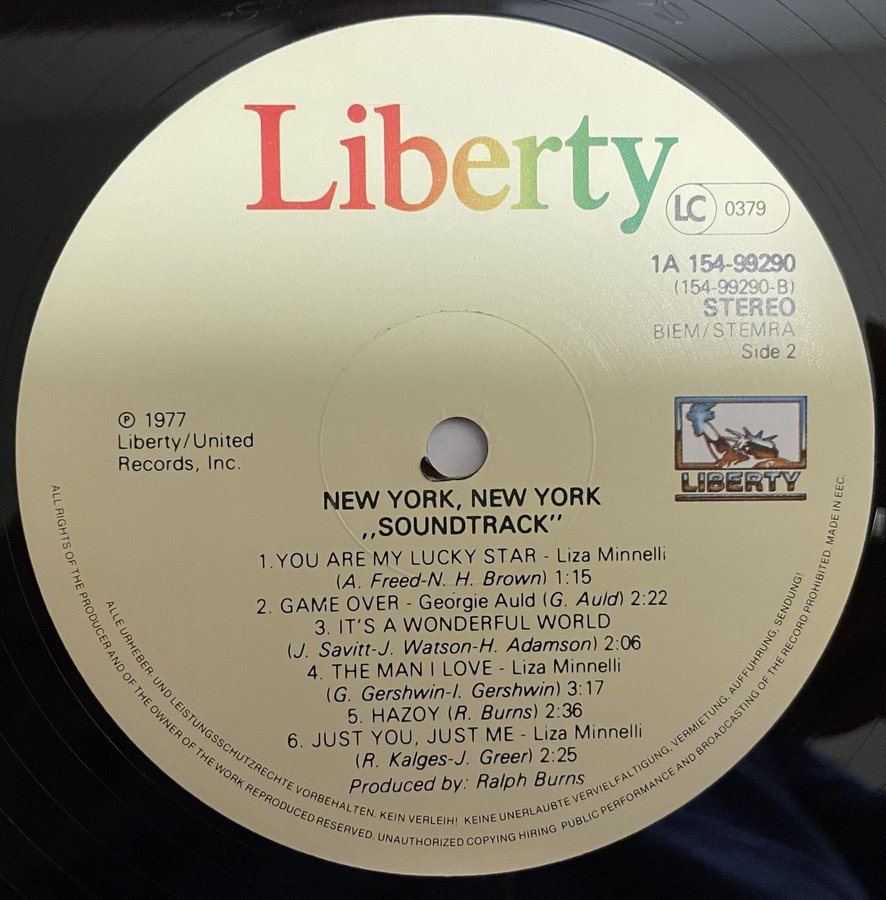 Liberty
LC 0379
1A 154-99290
(154-99290-B)
STEREO
BIEM/STEMRA
Side 2
℗ 1977
Liberty/United
Records, Inc.
LIBERTY
NEW YORK, NEW YORK
,,SOUNDTRACK"
1.YOU ARE MY LUCKY STAR - Liza Minnelli
(A. Freed-N. H. Brown) 1:15
2. GAME OVER - Georgie Auld (G. Auld) 2:22
3. IT'S A WONDERFUL WORLD
(J. Savitt-J. Watson-H. Adamson) 2:06
4. THE MAN I LOVE - Liza Minnelli
(G. Gershwin-I. Gershwin) 3:17
5. HAZOY (R. Burns) 2:36
6. JUST YOU, JUST ME - Liza Minnelli
(R. Kalges-J. Greer) 2:25
Produced by: Ralph Burns
ALLE URHEBER. UND LEISTUNGSSCHUTZRECHTE VORBEHALTEN. KEIN VERLEIH! KEINE UNERLAUBTE VERVIELFALTIGUNG, VERMIETUNG, AUFFUHRUNG, SENDUNG!
ALL RIGHTS OF THE PRODUCER AND OF THE OWNER OF THE WORK REPRODUCED RESERVED. UNAUTHORIZED COPYING HIRING PUBLIC PERFORMANCE AND BROADCASTING OF THE RECORD PROHIBITED. MADE IN EEC.